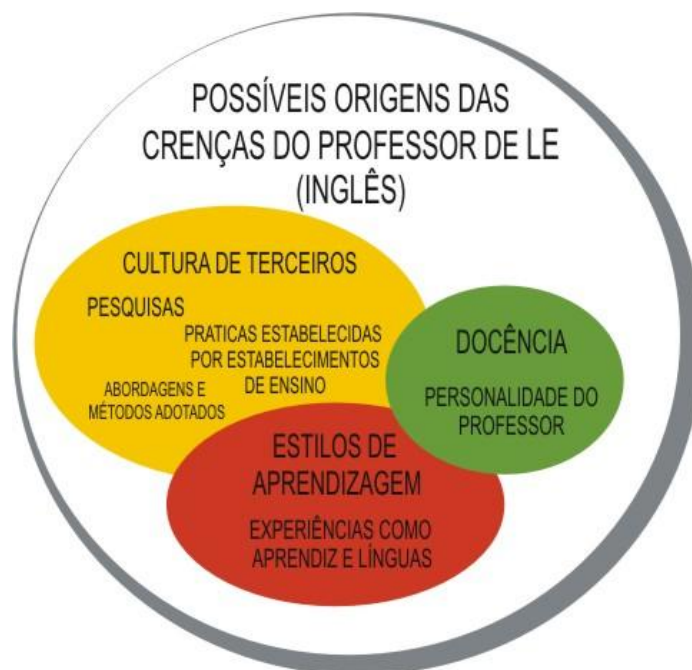 POSSÍVEIS ORIGENS DAS
CRENÇAS DO PROFESSOR DE LE
(INGLÊS)
CULTURA DE TERCEIROS
PESQUISAS
PRATICAS ESTABELECIDAS
POR ESTABELECIMENTOS
DE ENSINO
ABORDAGENS E
MÉTODOS ADOTADOS
DOCÊNCIA
PERSONALIDADE DO
PROFESSOR
ESTILOS DE
APRENDIZAGEM
EXPERIÊNCIAS COMO
APRENDIZ E LÍNGUAS